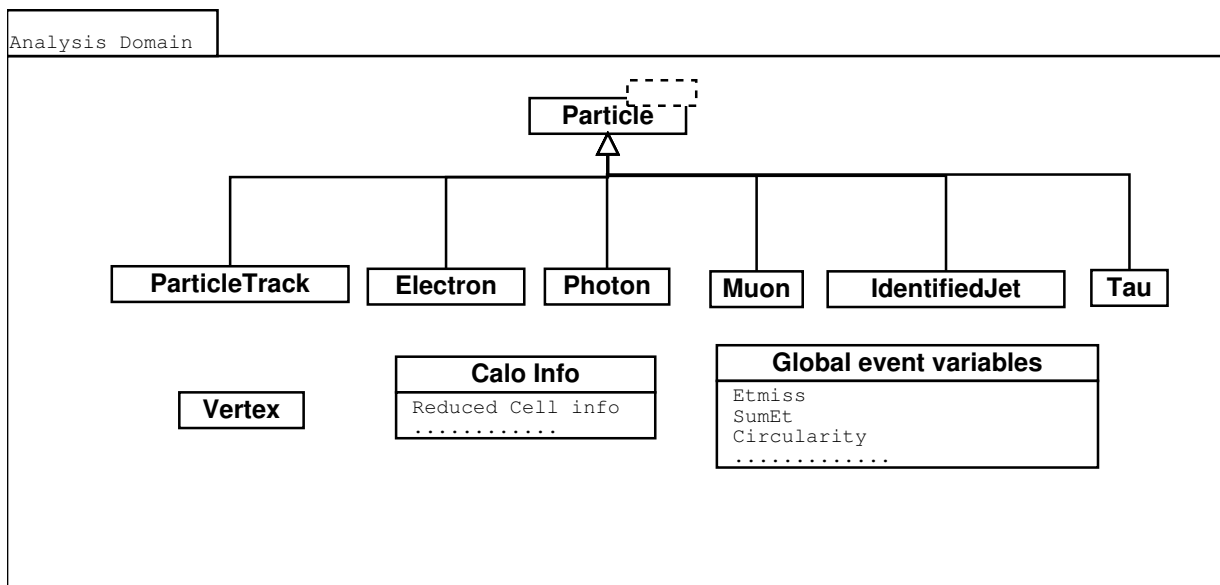 Analysis Domain
Particle
ParticleTrack
Electron
Photon
Muon
IdentifiedJet
Tau
Vertex
Calo Info
Reduced Cell info
............
Global event variables
Etmiss
SumEt
Circularity
.............